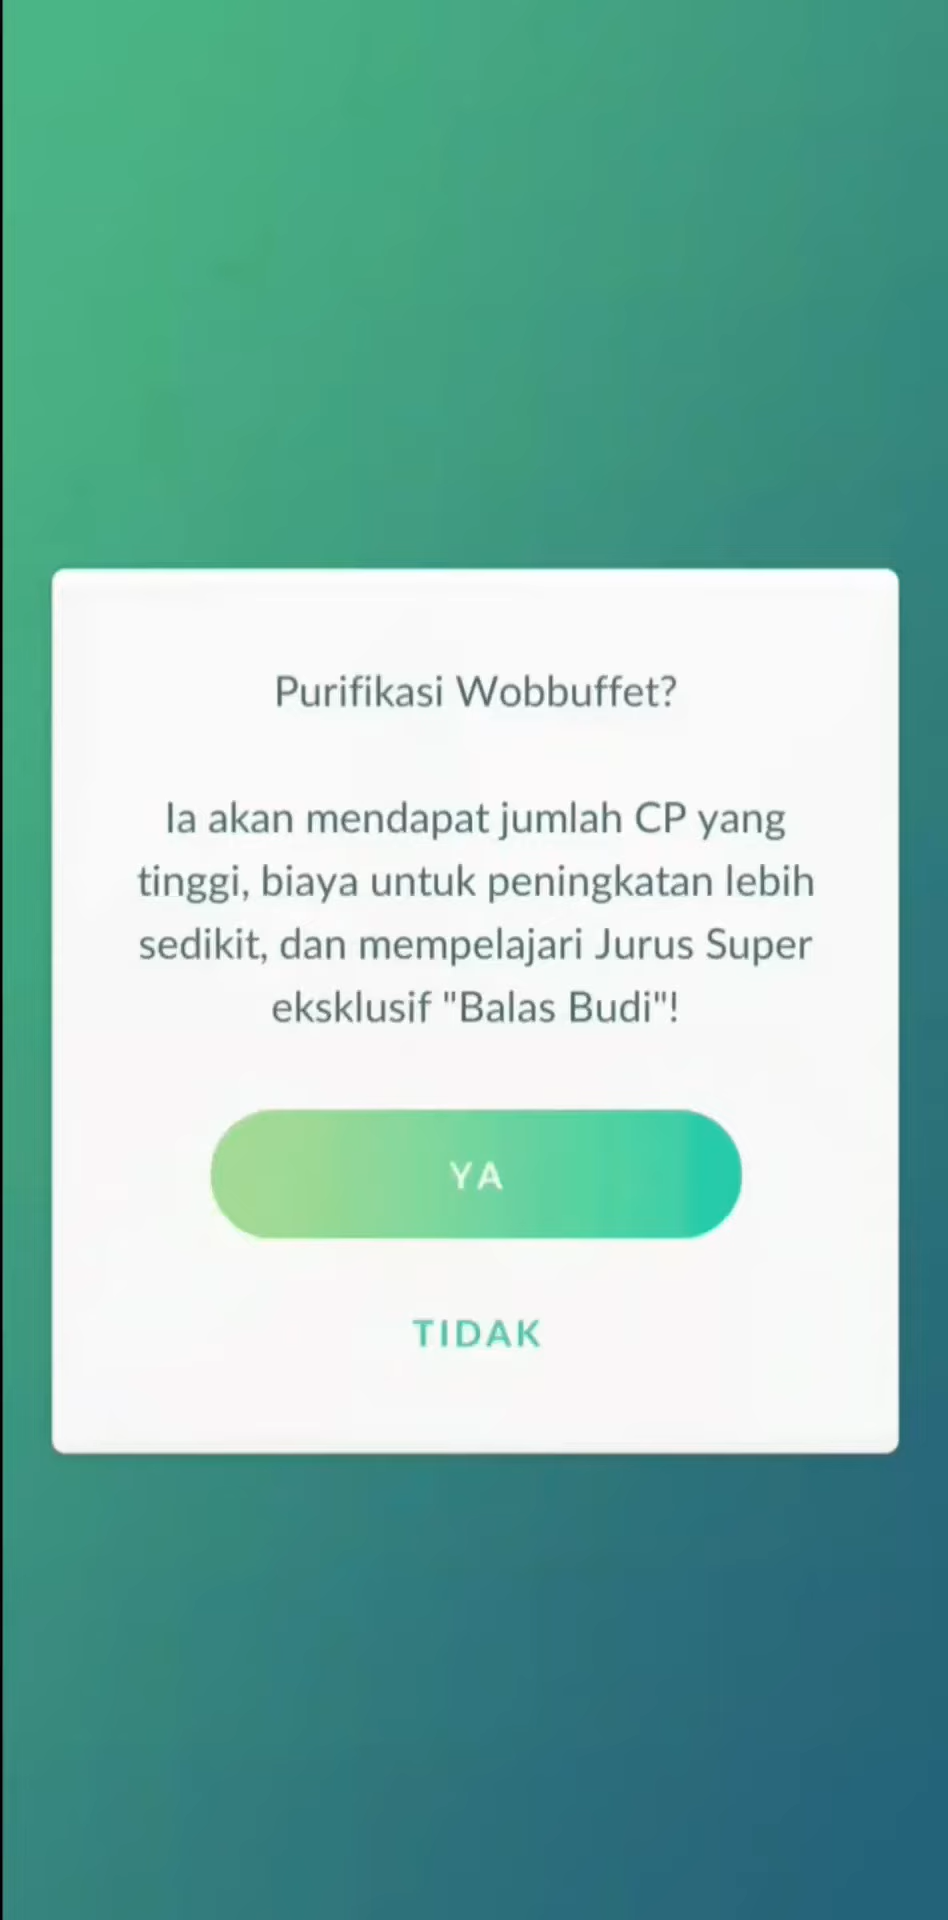 Purifikasi Wobbuffet?
Ia akan mendapat jumlah CP yang
tinggi, biaya untuk peningkatan lebih
sedikit, dan mempelajari Jurus Super
eksklusif "Balas Budi"!
YA
TIDAK